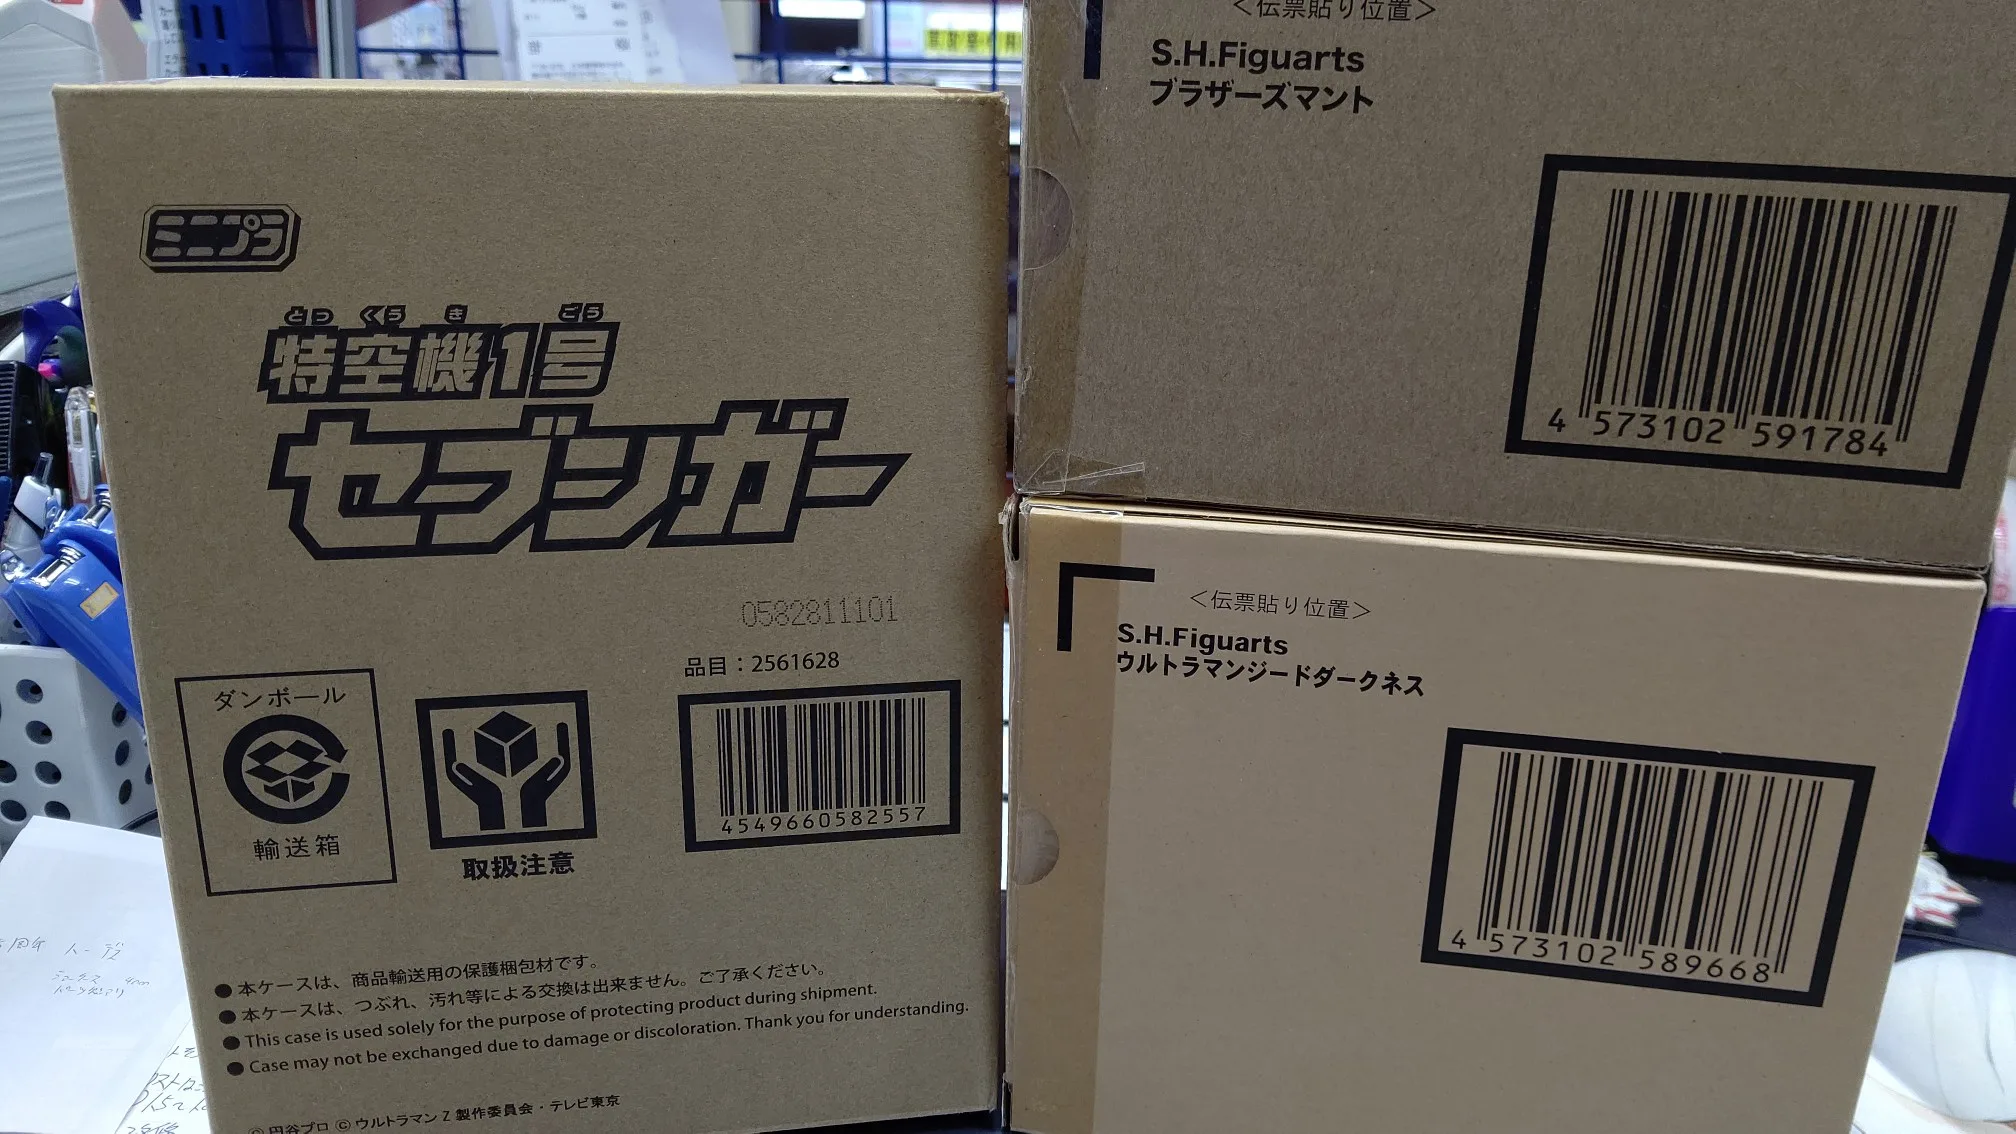 ミニプラ
とっ くう き ごう
特空機1号
セブンガー
0582811101
品目：2561628
ダンボール
輸送箱
取扱注意
4549660582557
●本ケースは、商品輸送用の保護梱包材です。
●本ケースは、つぶれ、汚れ等による交換は出来ません。ご了承ください。
●This case is used solely for the purpose of protecting product during shipment.
●Case may not be exchanged due to damage or discoloration. Thank you for understanding.
©円谷プロ ©ウルトラマンZ製作委員会・テレビ東京
<伝票貼り位置>
S.H.Figuarts
ブラザーズマント
4 573102 591784
<伝票貼り位置>
S.H.Figuarts
ウルトラマンジードダークネス
4 573102 589668